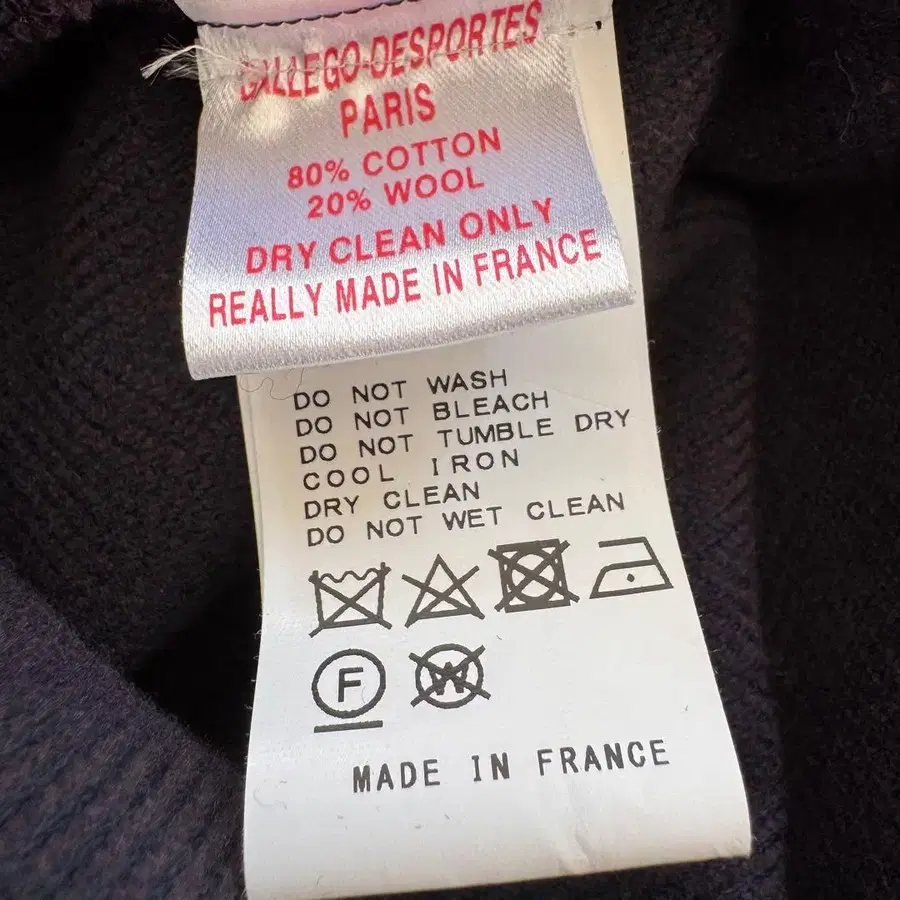 GALLEGO-DESPORTES
PARIS
80% COTTON
20% WOOL
DRY CLEAN ONLY
REALLY MADE IN FRANCE
DO NOT WASH
DO NOT BLEACH
DO NOT TUMBLE DRY
COOL IRON
DRY CLEAN
DO NOT WET CLEAN
F W
MADE IN FRANCE